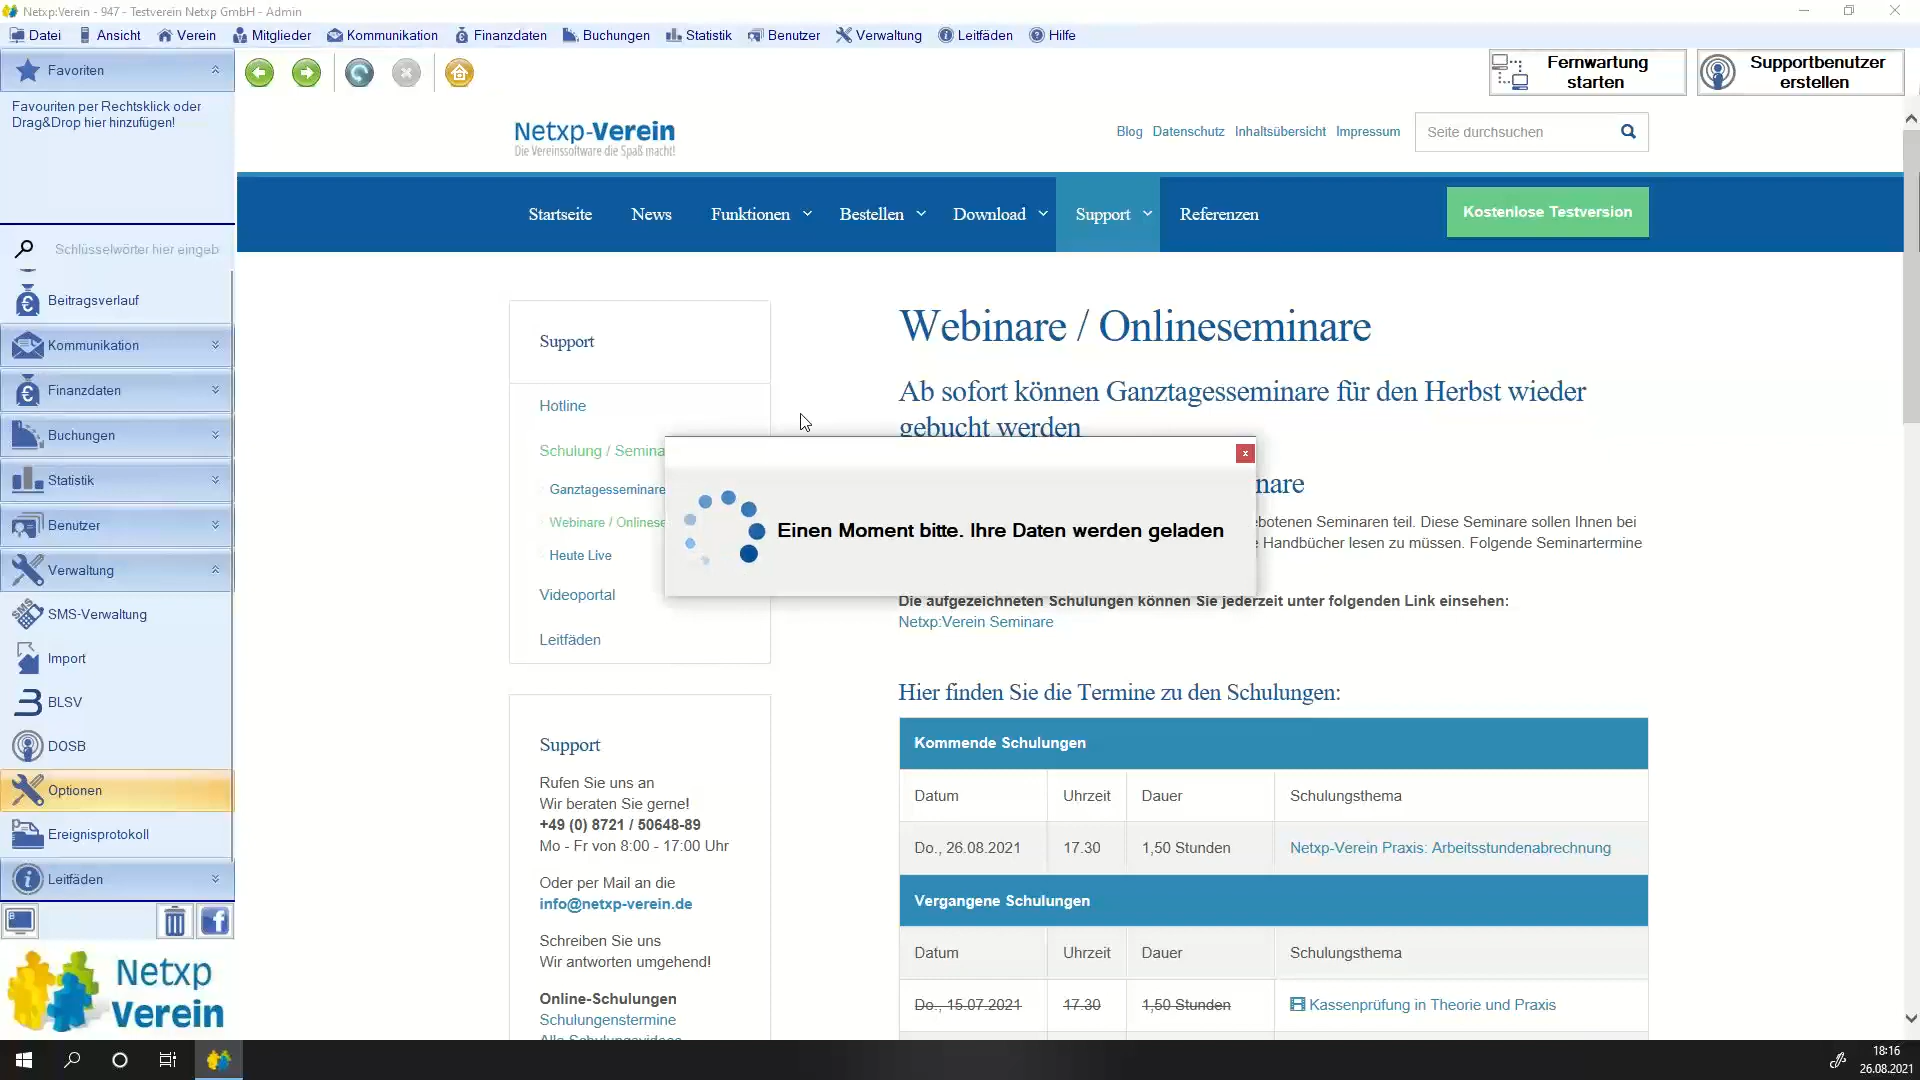 Netxp:Verein - 947 - Testverein Netxp GmbH - Admin
Datei Ansicht Verein Mitglieder Kommunikation Finanzdaten Buchungen Statistik Benutzer Verwaltung Leitfäden Hilfe
Favoriten
Favouriten per Rechtsklick oder
Drag&Drop hier hinzufügen!
Schlüsselwörter hier eingeb
Beitragsverlauf
Kommunikation
Finanzdaten
Buchungen
Statistik
Benutzer
Verwaltung
SMS-Verwaltung
Import
BLSV
DOSB
Optionen
Ereignisprotokoll
Leitfäden
Netxp
Verein
Fernwartung
starten
Supportbenutzer
erstellen
Netxp-Verein
Die Vereinssoftware die Spaß macht!
Blog Datenschutz Inhaltsübersicht Impressum
Seite durchsuchen
Startseite News Funktionen Bestellen Download Support Referenzen
Kostenlose Testversion
Support
Hotline
Schulung / Semina
Ganztagesseminare
Webinare / Onlinese
Heute Live
Videoportal
Leitfäden
Support
Rufen Sie uns an
Wir beraten Sie gerne!
+49 (0) 8721 / 50648-89
Mo - Fr von 8:00 - 17:00 Uhr
Oder per Mail an die
info@netxp-verein.de
Schreiben Sie uns
Wir antworten umgehend!
Online-Schulungen
Schulungenstermine
Webinare / Onlineseminare
Ab sofort können Ganztagesseminare für den Herbst wieder
gebucht werden
nare
ebotenen Seminaren teil. Diese Seminare sollen Ihnen bei
e Handbücher lesen zu müssen. Folgende Seminartermine
x
Einen Moment bitte. Ihre Daten werden geladen
Die aufgezeichneten Schulungen können Sie jederzeit unter folgenden Link einsehen:
Netxp:Verein Seminare
Hier finden Sie die Termine zu den Schulungen:
Kommende Schulungen
Datum Uhrzeit Dauer Schulungsthema
Do., 26.08.2021 17.30 1,50 Stunden Netxp-Verein Praxis: Arbeitsstundenabrechnung
Vergangene Schulungen
Datum Uhrzeit Dauer Schulungsthema
Do., 15.07.2021 17.30 1,50 Stunden Kassenprüfung in Theorie und Praxis
18:16
26.08.2021